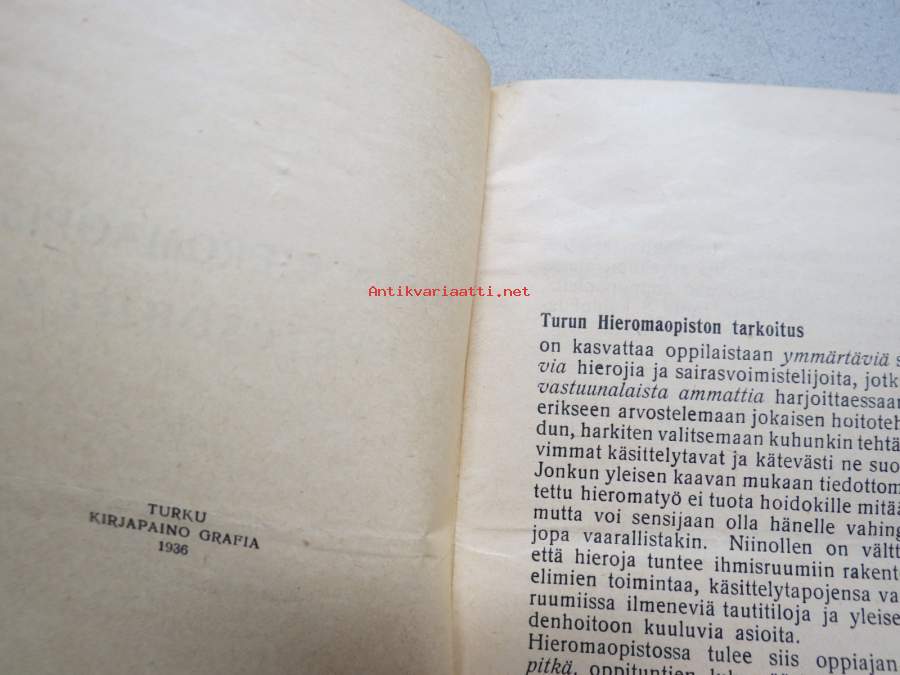 TURKU
KIRJAPAINO GRAFIA
1936
Antikvariaatti.net
Turun Hieromaopiston tarkoitus
on kasvattaa oppilaistaan ymmärtäviä s
via hierojia ja sairasvoimistelijoita, jotk
vastuunalaista ammattia harjoittaessaan
erikseen arvostelemaan jokaisen hoitoteh
dun, harkiten valitsemaan kuhunkin tehtä
vimmat käsittelytavat ja kätevästi ne suo
Jonkun yleisen kaavan mukaan tiedottom
tettu hieromatyö ei tuota hoidokille mitää
mutta voi sensijaan olla hänelle vahing
jopa vaarallistakin. Niinollen on vältt
että hieroja tuntee ihmisruumiin rakent
elimien toimintaa, käsittelytapojensa va
ruumiissa ilmeneviä tautitiloja ja yleise
denhoitoon kuuluvia asioita.
Hieromaopistossa tulee siis oppiajan
pitkä, oppituntien